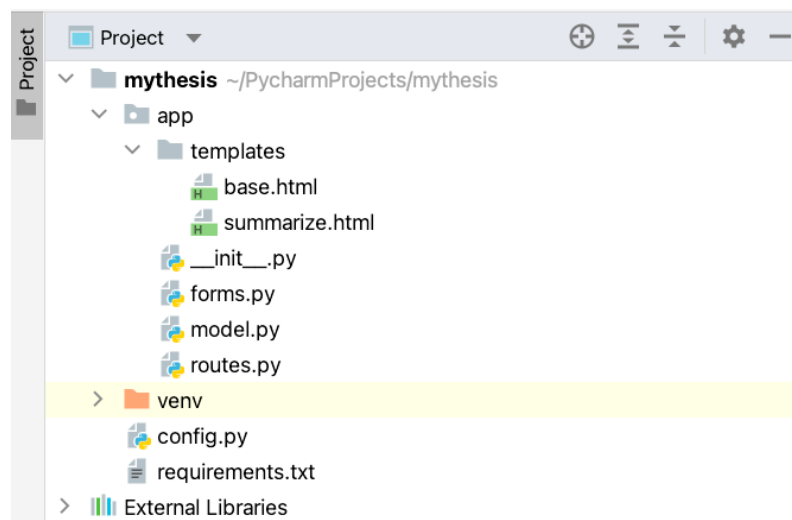 Project
Project
mythesis ~/PycharmProjects/mythesis
app
templates
H base.html
H summarize.html
__init__.py
forms.py
model.py
routes.py
venv
config.py
requirements.txt
External Libraries